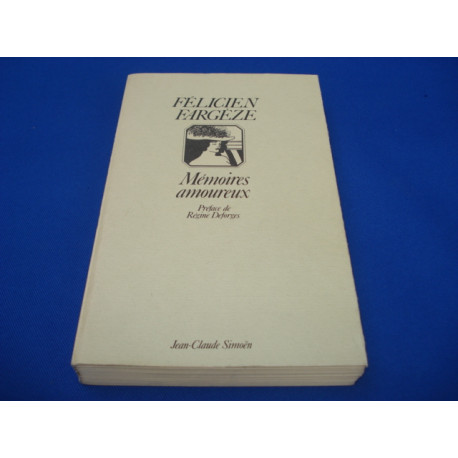 FÉLICIEN
FARGÈZE
Mémoires
amoureux
Préface de
Régine Deforges
Jean-Claude Simoën